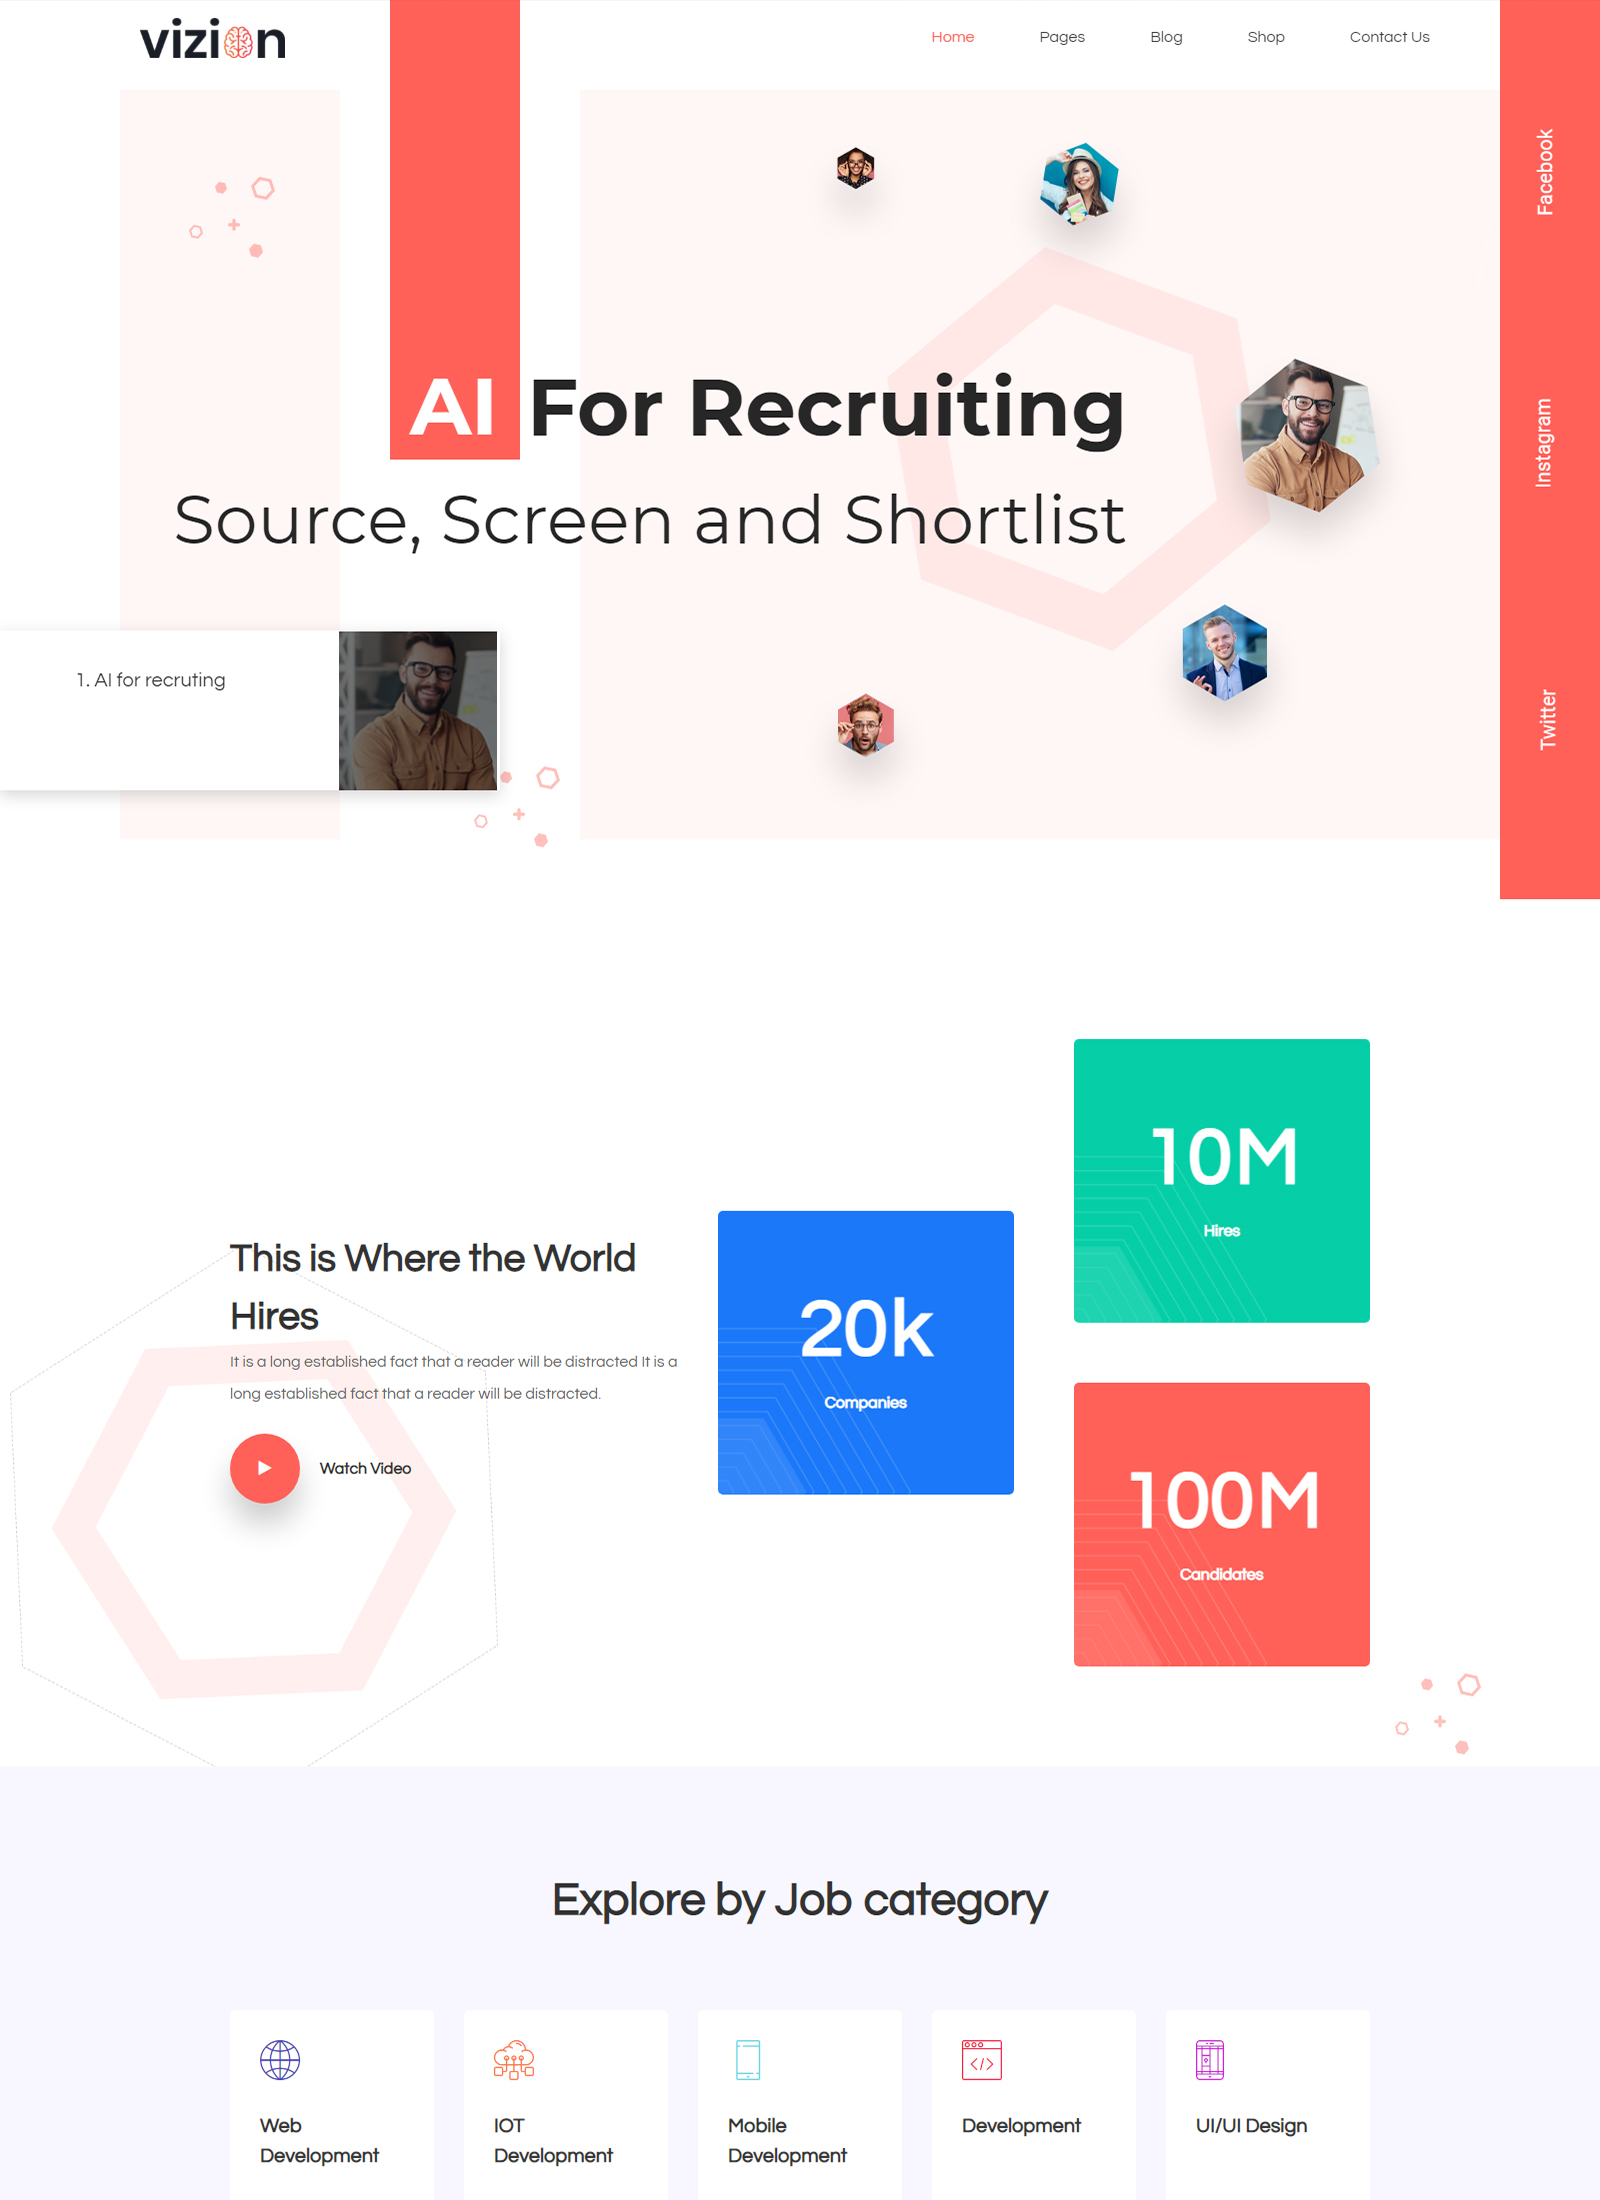 vizion
Home
Pages
Blog
Shop
Contact Us
Facebook
Instagram
Twitter
AI For Recruiting
Source, Screen and Shortlist
1. AI for recruting
This is Where the World
Hires
It is a long established fact that a reader will be distracted It is a
long established fact that a reader will be distracted.
Watch Video
20k
Companies
10M
Hires
100M
Candidates
Explore by Job category
Web
Development
IOT
Development
Mobile
Development
Development
UI/UI Design